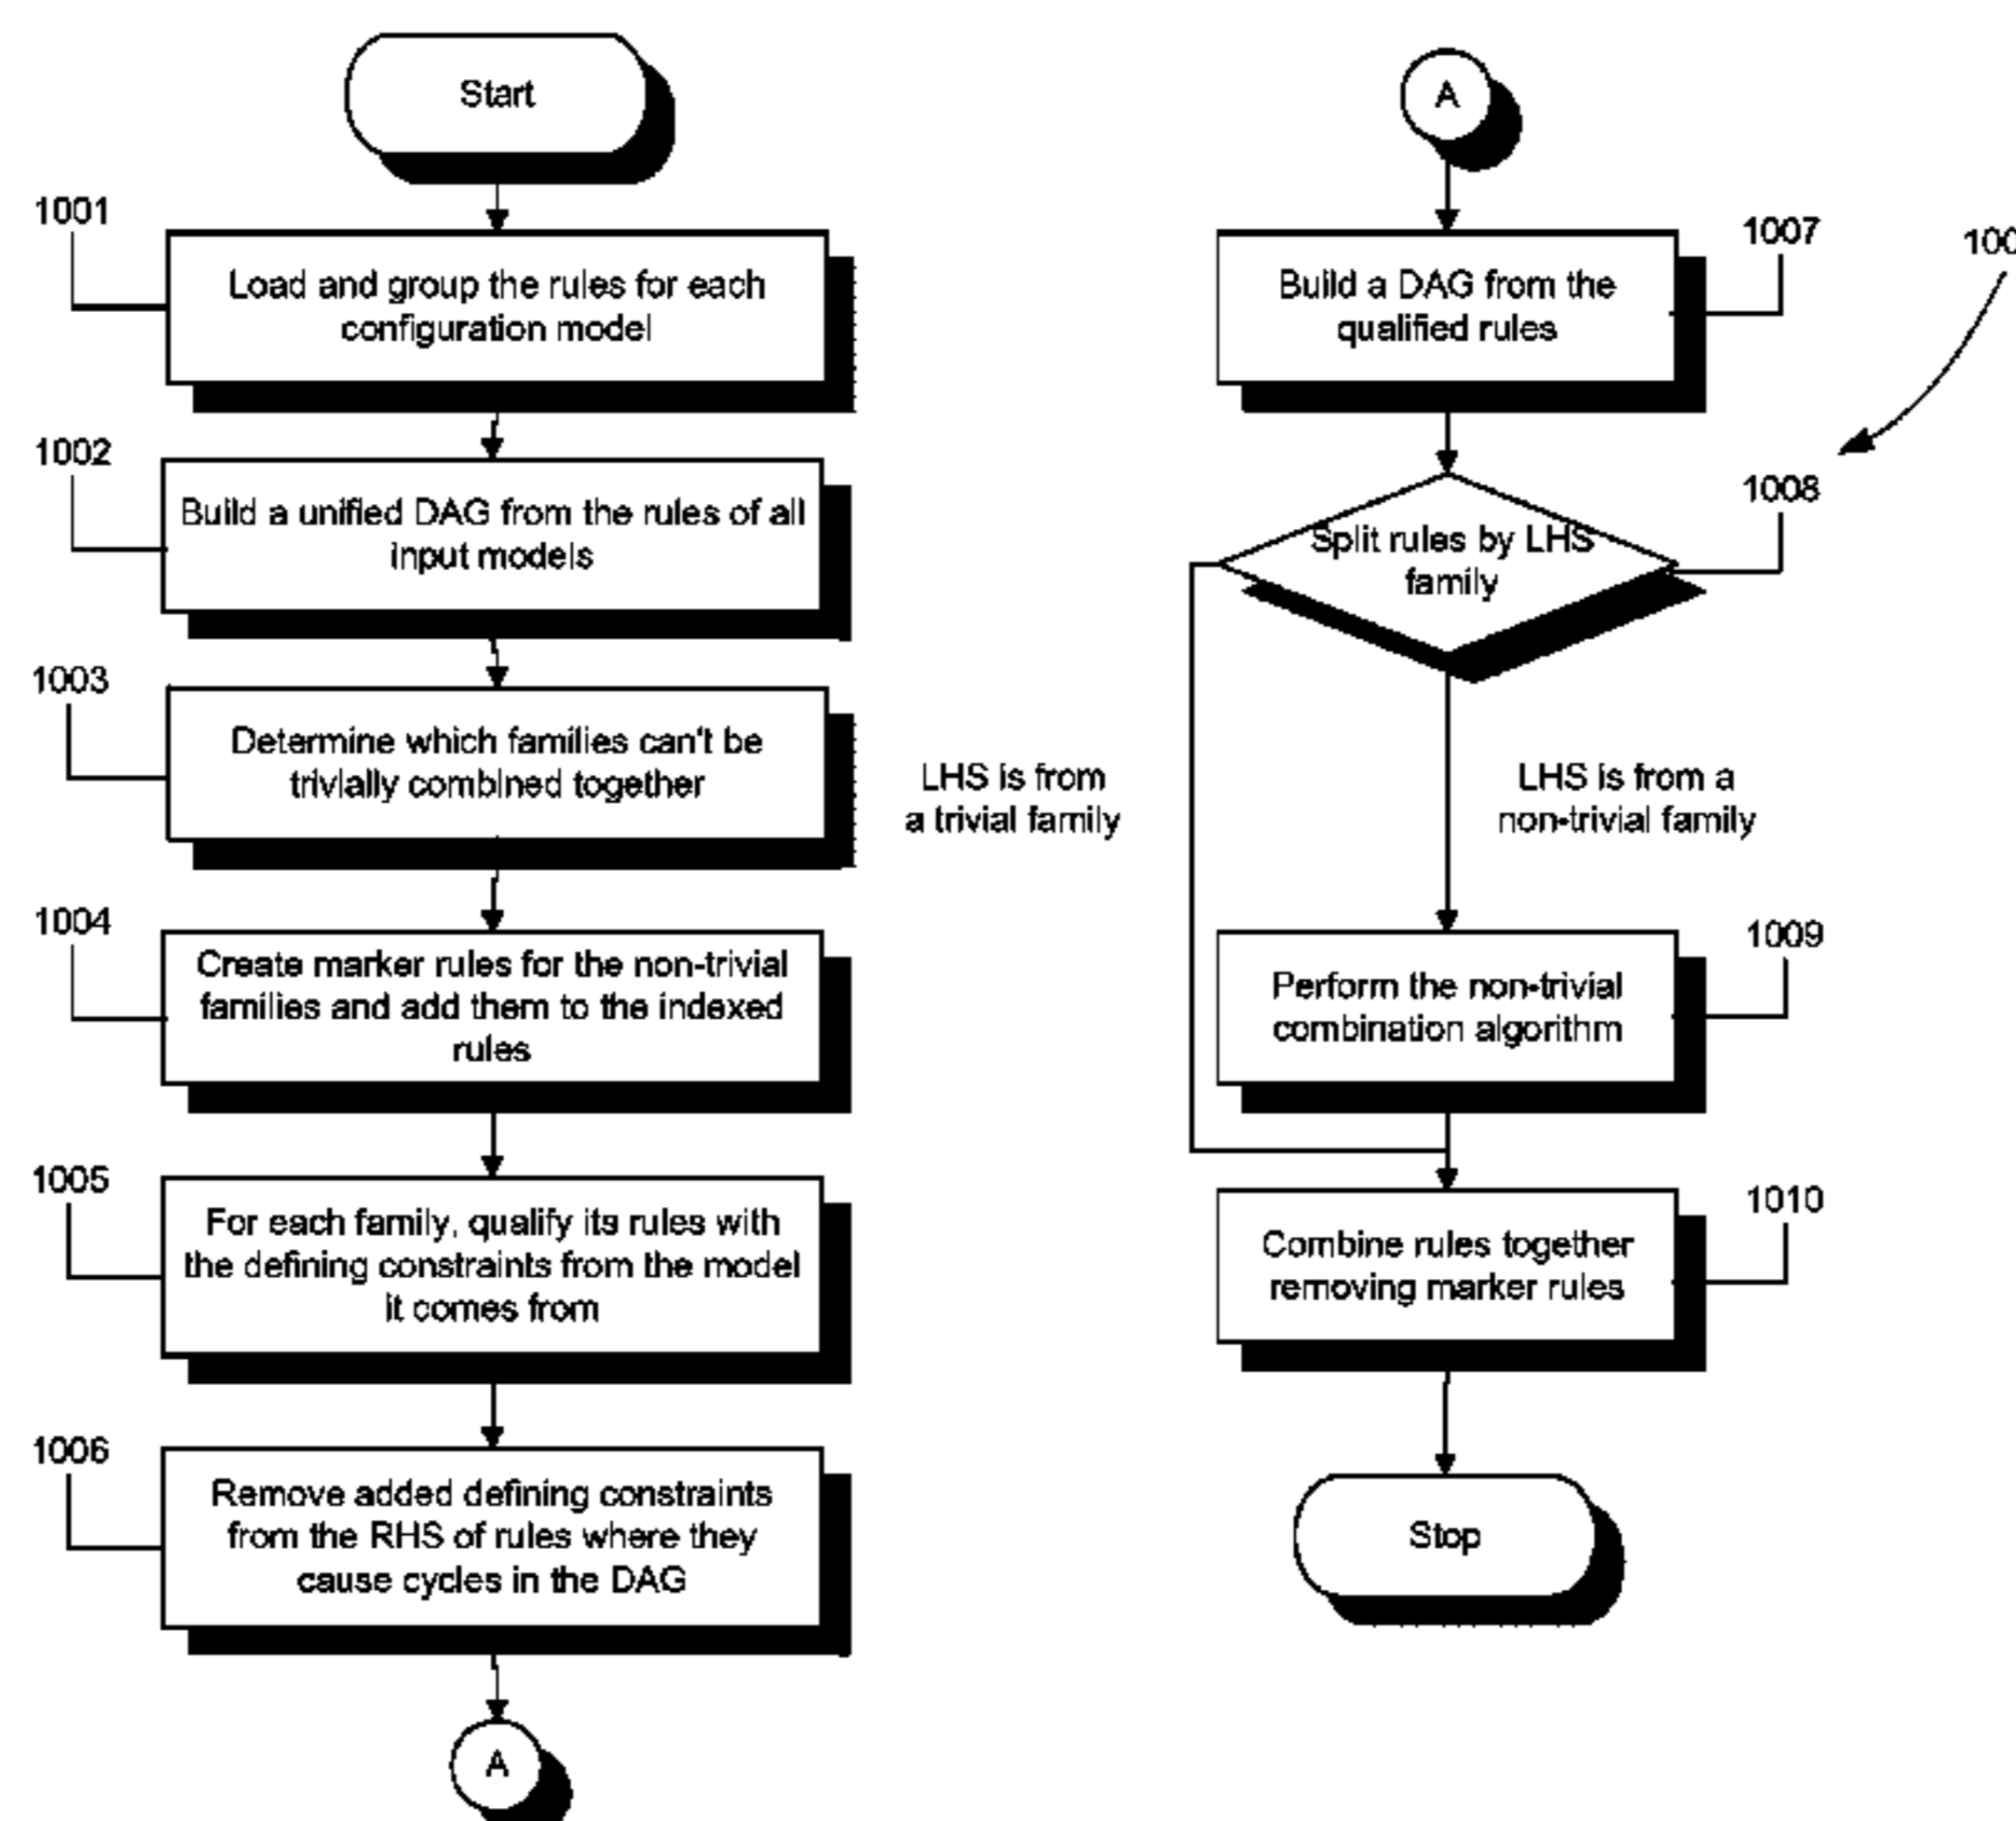 Start
1001
Load and group the rules for each
configuration model
1002
Build a unified DAG from the rules of all
input models
1003
Determine which families can't be
trivially combined together
1004
Create marker rules for the non-trivial
families and add them to the indexed
rules
1005
For each family, qualify its rules with
the defining constraints from the model
it comes from
1006
Remove added defining constraints
from the RHS of rules where they
cause cycles in the DAG
A
A
1007
Build a DAG from the
qualified rules
1008
Split rules by LHS
family
LHS is from
a trivial family
LHS is from a
non-trivial family
1009
Perform the non-trivial
combination algorithm
1010
Combine rules together
removing marker rules
Stop